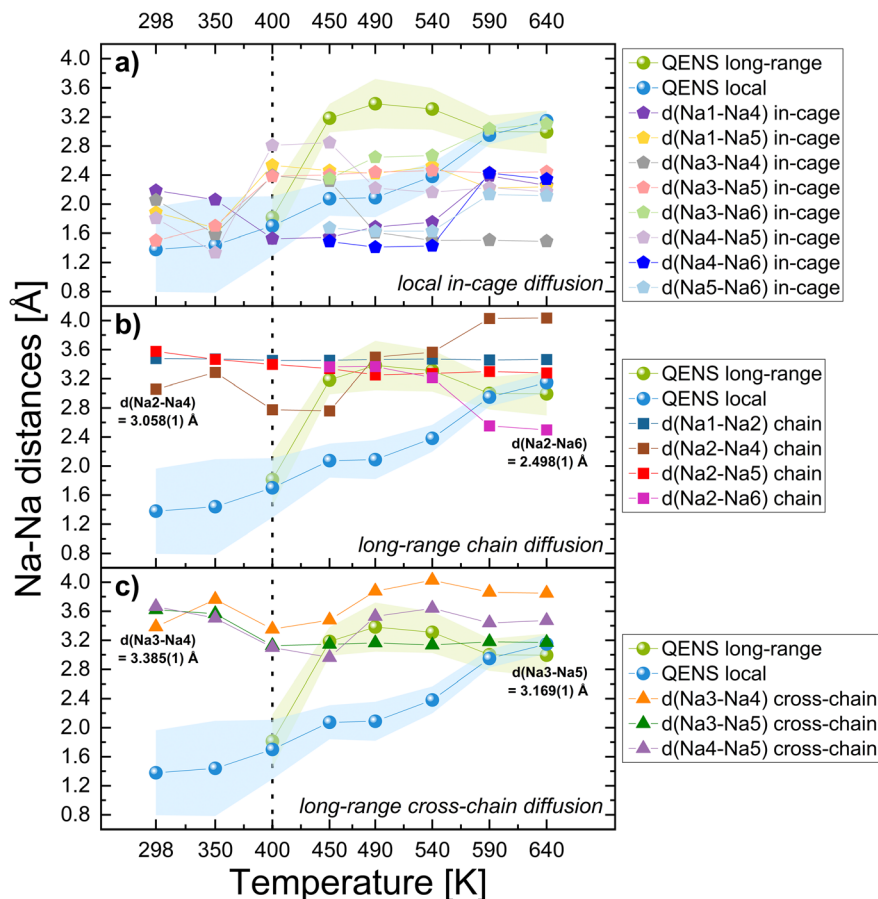 298 350 400 450 490 540 590 640
a)
4.0
3.6
3.2
2.8
2.4
2.0
1.6
1.2
0.8
local in-cage diffusion
QENS long-range
QENS local
d(Na1-Na4) in-cage
d(Na1-Na5) in-cage
d(Na3-Na4) in-cage
d(Na3-Na5) in-cage
d(Na3-Na6) in-cage
d(Na4-Na5) in-cage
d(Na4-Na6) in-cage
d(Na5-Na6) in-cage
Na-Na distances [Å]
b)
4.0
3.6
3.2
2.8
2.4
2.0
1.6
1.2
0.8
d(Na2-Na4)
= 3.058(1) Å
d(Na2-Na6)
= 2.498(1) Å
long-range chain diffusion
QENS long-range
QENS local
d(Na1-Na2) chain
d(Na2-Na4) chain
d(Na2-Na5) chain
d(Na2-Na6) chain
c)
4.0
3.6
3.2
2.8
2.4
2.0
1.6
1.2
0.8
d(Na3-Na4)
= 3.385(1) Å
d(Na3-Na5)
= 3.169(1) Å
long-range cross-chain diffusion
QENS long-range
QENS local
d(Na3-Na4) cross-chain
d(Na3-Na5) cross-chain
d(Na4-Na5) cross-chain
298 350 400 450 490 540 590 640
Temperature [K]